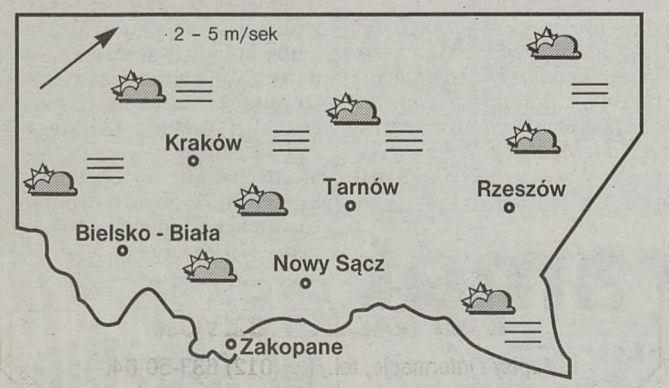 2 – 5 m/sek
Kraków
Tarnów
Rzeszów
Bielsko - Biała
Nowy Sącz
Zakopane